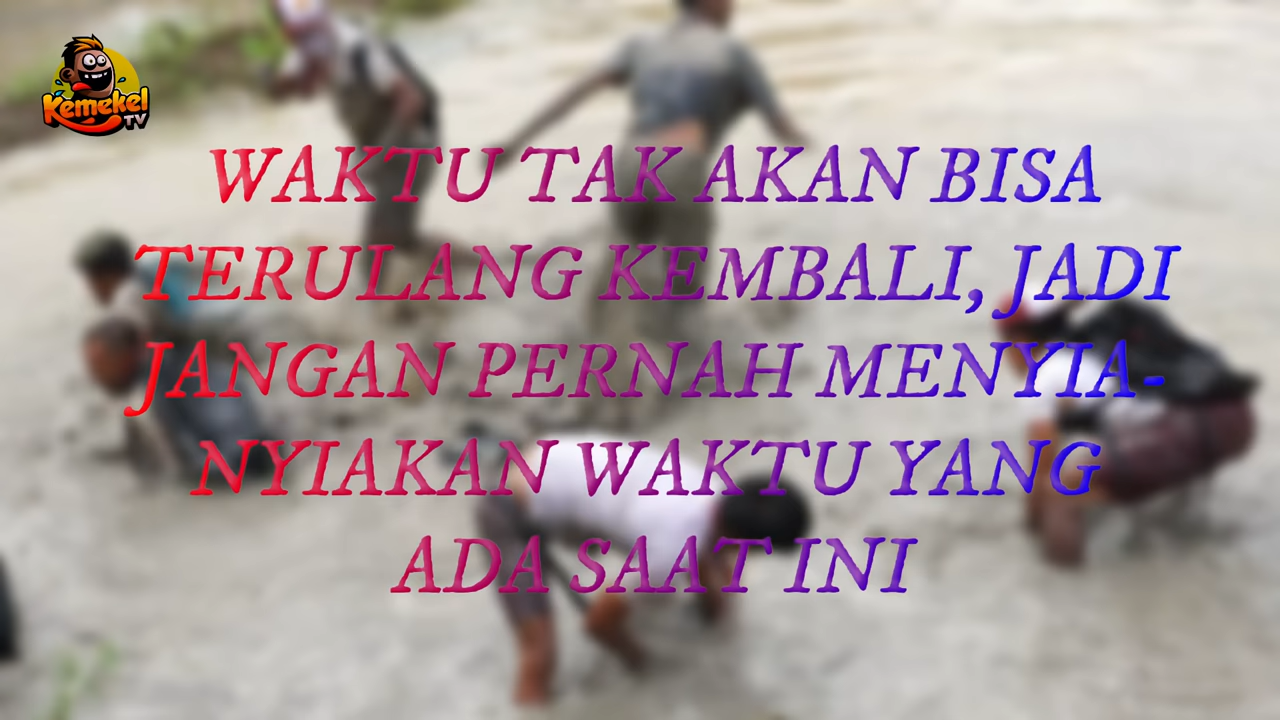 Kemekel
TV
WAKTU TAK AKAN BISA
TERULANG KEMBALI, JADI
JANGAN PERNAH MENYIA-
NYIAKAN WAKTU YANG
ADA SAAT INI